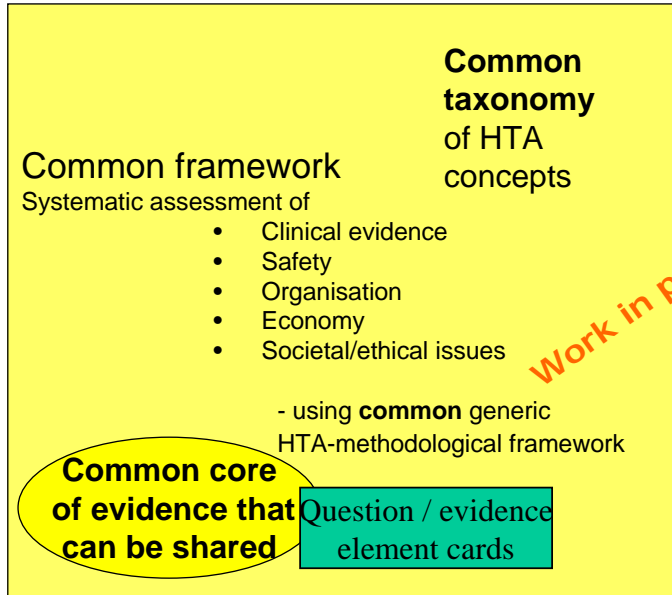 Common
taxonomy
of HTA
concepts
Common framework
Systematic assessment of
• Clinical evidence
• Safety
• Organisation
• Economy
• Societal/ethical issues
Work in
- using common generic
HTA-methodological framework
Common core
of evidence that
can be shared
Question / evidence
element cards